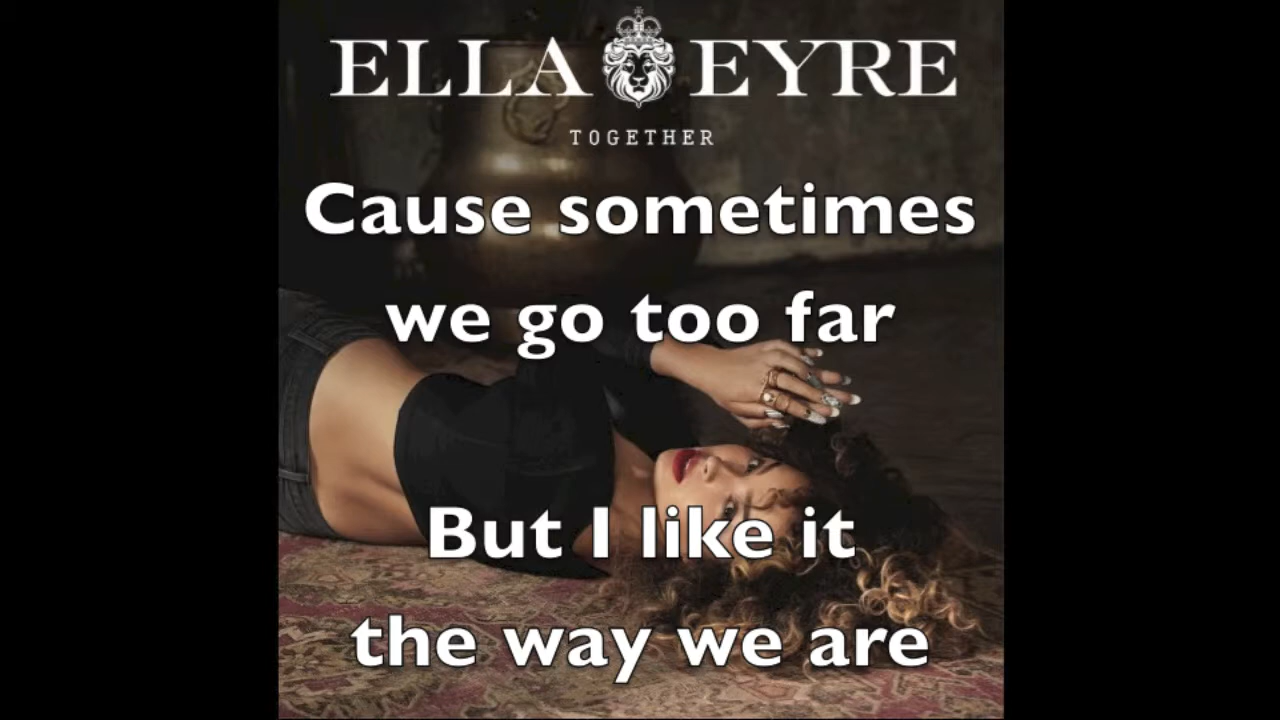 ELLA EYRE
TOGETHER
Cause sometimes
we go too far
But I like it
the way we are